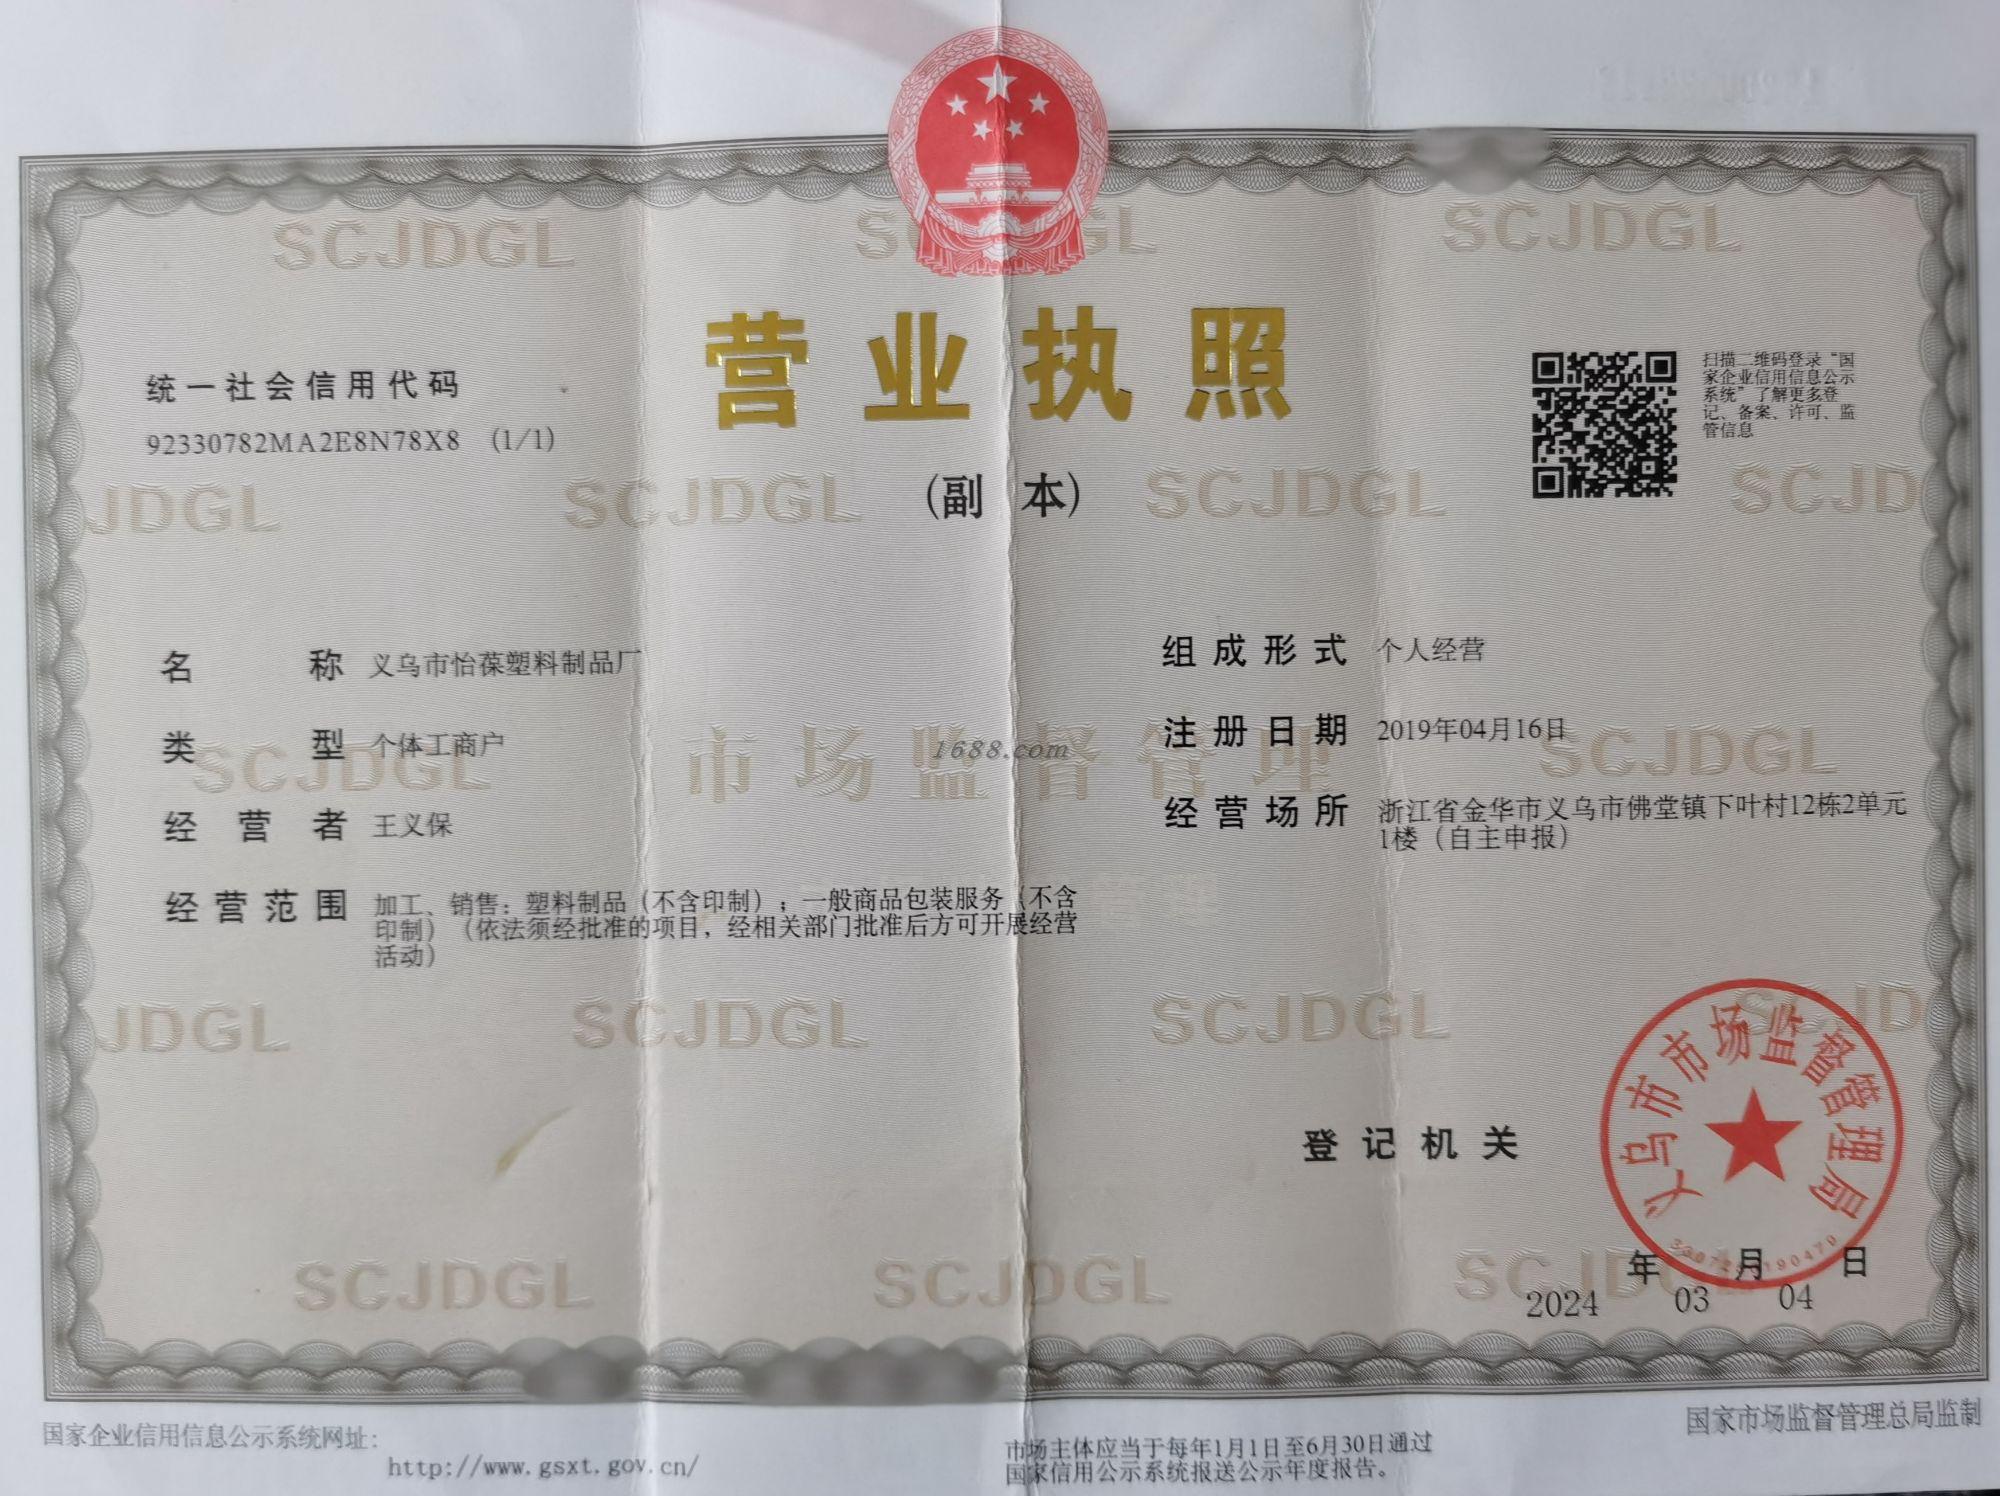 营业执照
(副 本)
统一社会信用代码
92330782MA2E8N78X8 (1/1)
扫描二维码登录“国
家企业信用信息公示
系统”了解更多登
记、备案、许可、监
管信息
名 称 义乌市怡葆塑料制品厂
类 型 个体工商户
经 营 者 王义保
经营范围 加工、销售：塑料制品（不含印制）；一般商品包装服务（不含
印制）（依法须经批准的项目，经相关部门批准后方可开展经营
活动）
组成形式 个人经营
注册日期 2019年04月16日
经营场所 浙江省金华市义乌市佛堂镇下叶村12栋2单元
1楼（自主申报）
1688.com
SCJDGL
市场监督管理
登记机关
义乌市市场监督管理局
年 月 日
2024 03 04
国家企业信用信息公示系统网址：
http://www.gsxt.gov.cn/
市场主体应当于每年1月1日至6月30日通过
国家信用公示系统报送公示年度报告。
国家市场监督管理总局监制